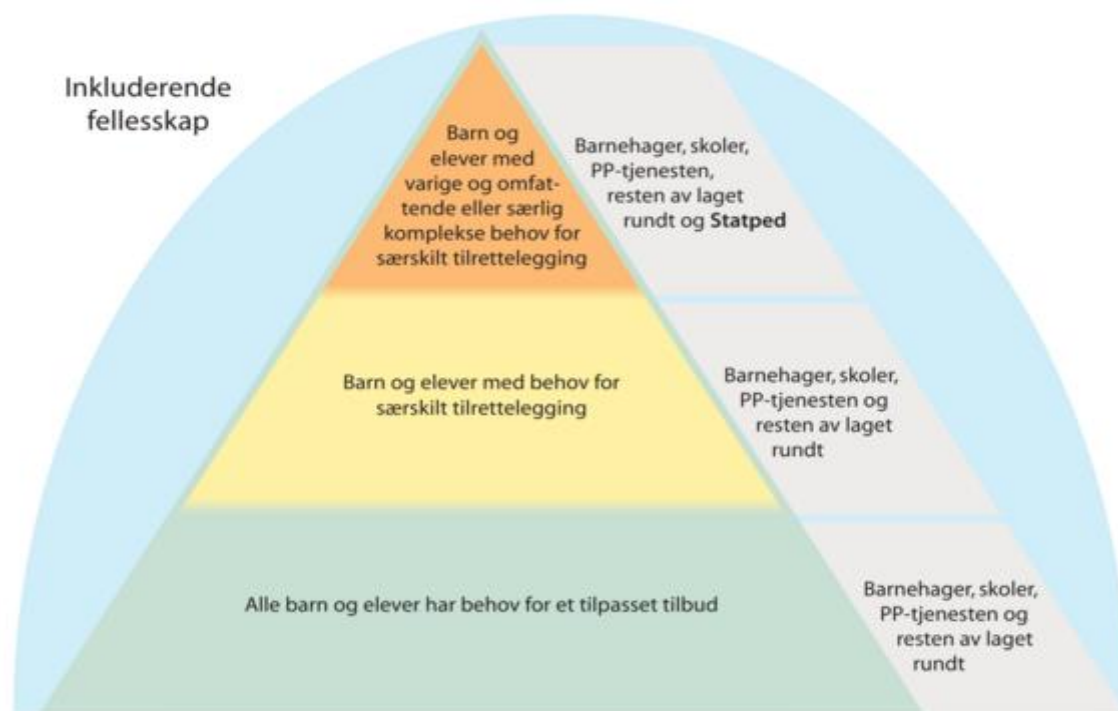 Inkluderende
fellesskap
Barn og
elever med
varige og omfat-
tende eller særlig
komplekse behov for
særskilt tilrettelegging
Barnehager, skoler,
PP-tjenesten,
resten av laget
rundt og Statped
Barn og elever med behov for
særskilt tilrettelegging
Barnehager, skoler,
PP-tjenesten og
resten av laget
rundt
Alle barn og elever har behov for et tilpasset tilbud
Barnehager, skoler,
PP-tjenesten og
resten av laget
rundt